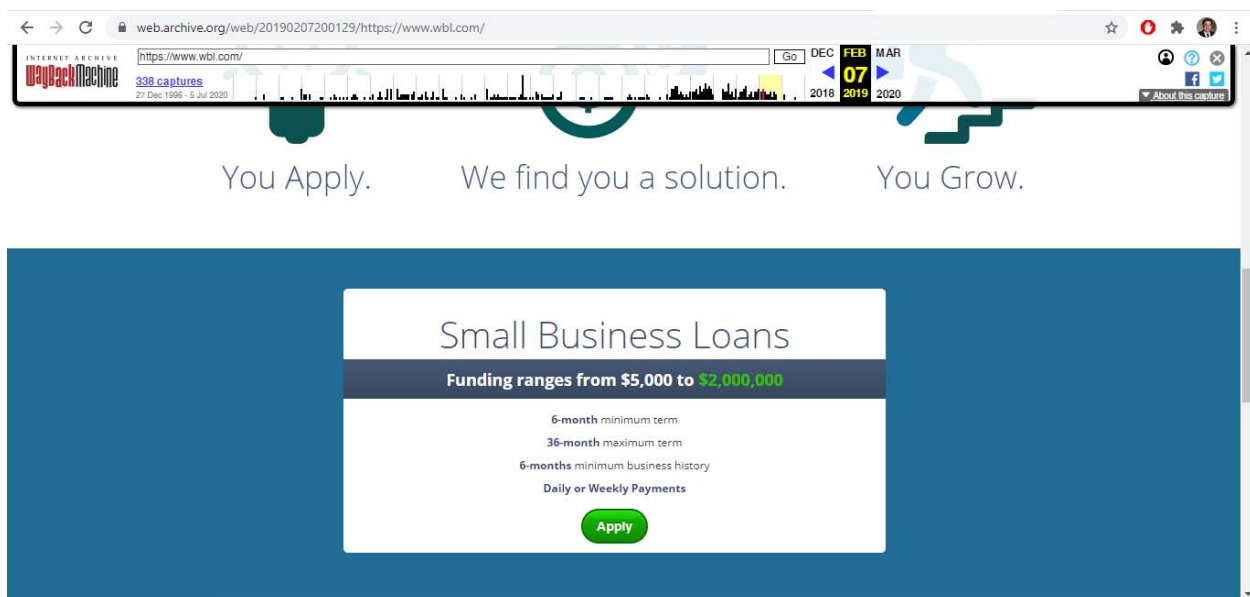 web.archive.org/web/20190207200129/https://www.wbl.com/
INTERNET ARCHIVE
WayBackMachine
https://www.wbl.com/
Go
DEC FEB MAR
338 captures
07
27 Dec 1996 - 5 Jul 2020
2018 2019 2020
About this capture
You Apply. We find you a solution. You Grow.
Small Business Loans
Funding ranges from $5,000 to $2,000,000
6-month minimum term
36-month maximum term
6-months minimum business history
Daily or Weekly Payments
Apply